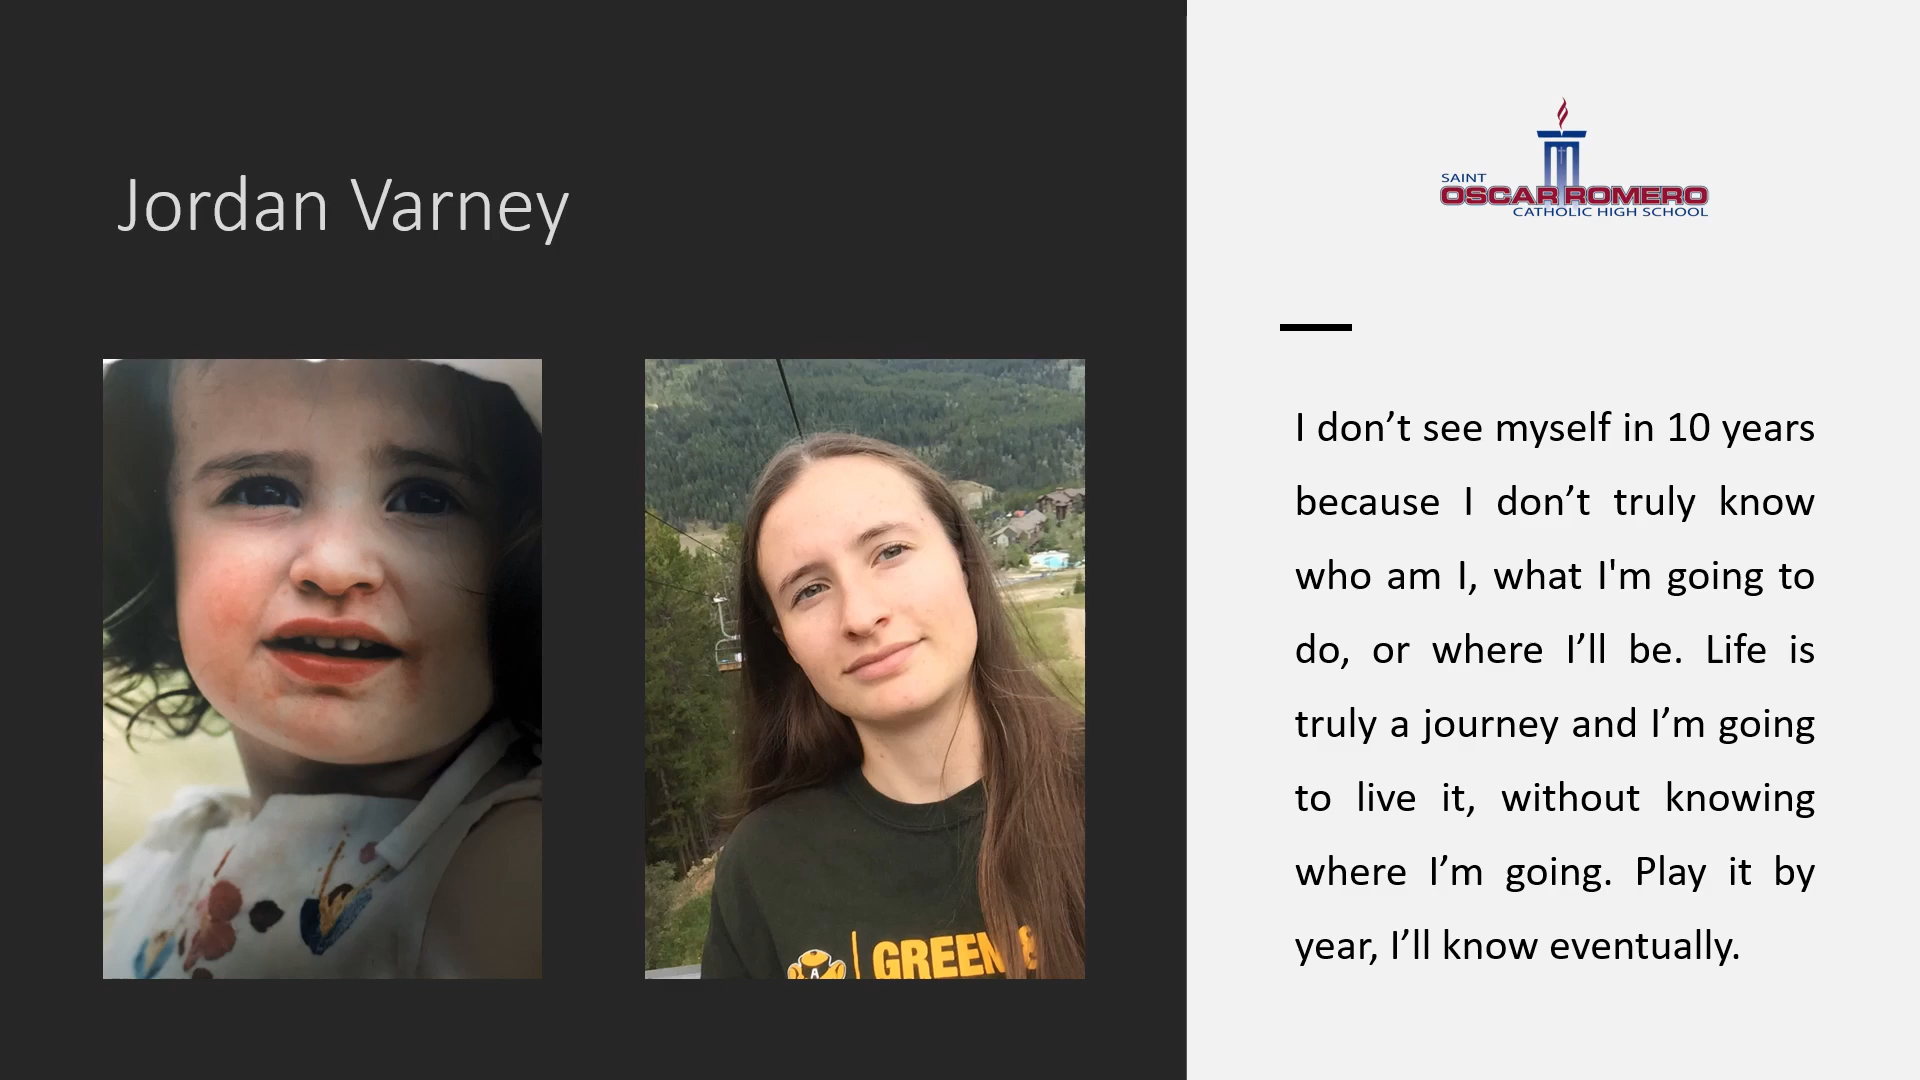 Jordan Varney
SAINT
OSCAR ROMERO
CATHOLIC HIGH SCHOOL
I don’t see myself in 10 years
because I don’t truly know
who am I, what I'm going to
do, or where I’ll be. Life is
truly a journey and I’m going
to live it, without knowing
where I’m going. Play it by
year, I’ll know eventually.
A
GREEN &